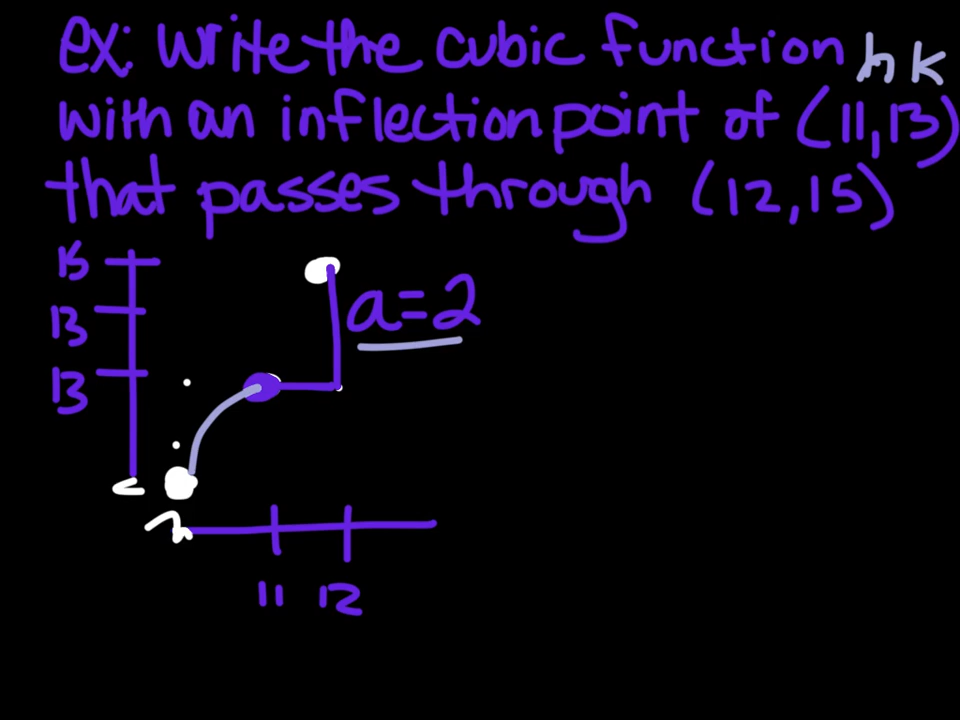 ex: Write the cubic function h k
with an inflection point of (11,13)
that passes through (12,15)
15
a=2
13
13
11 12